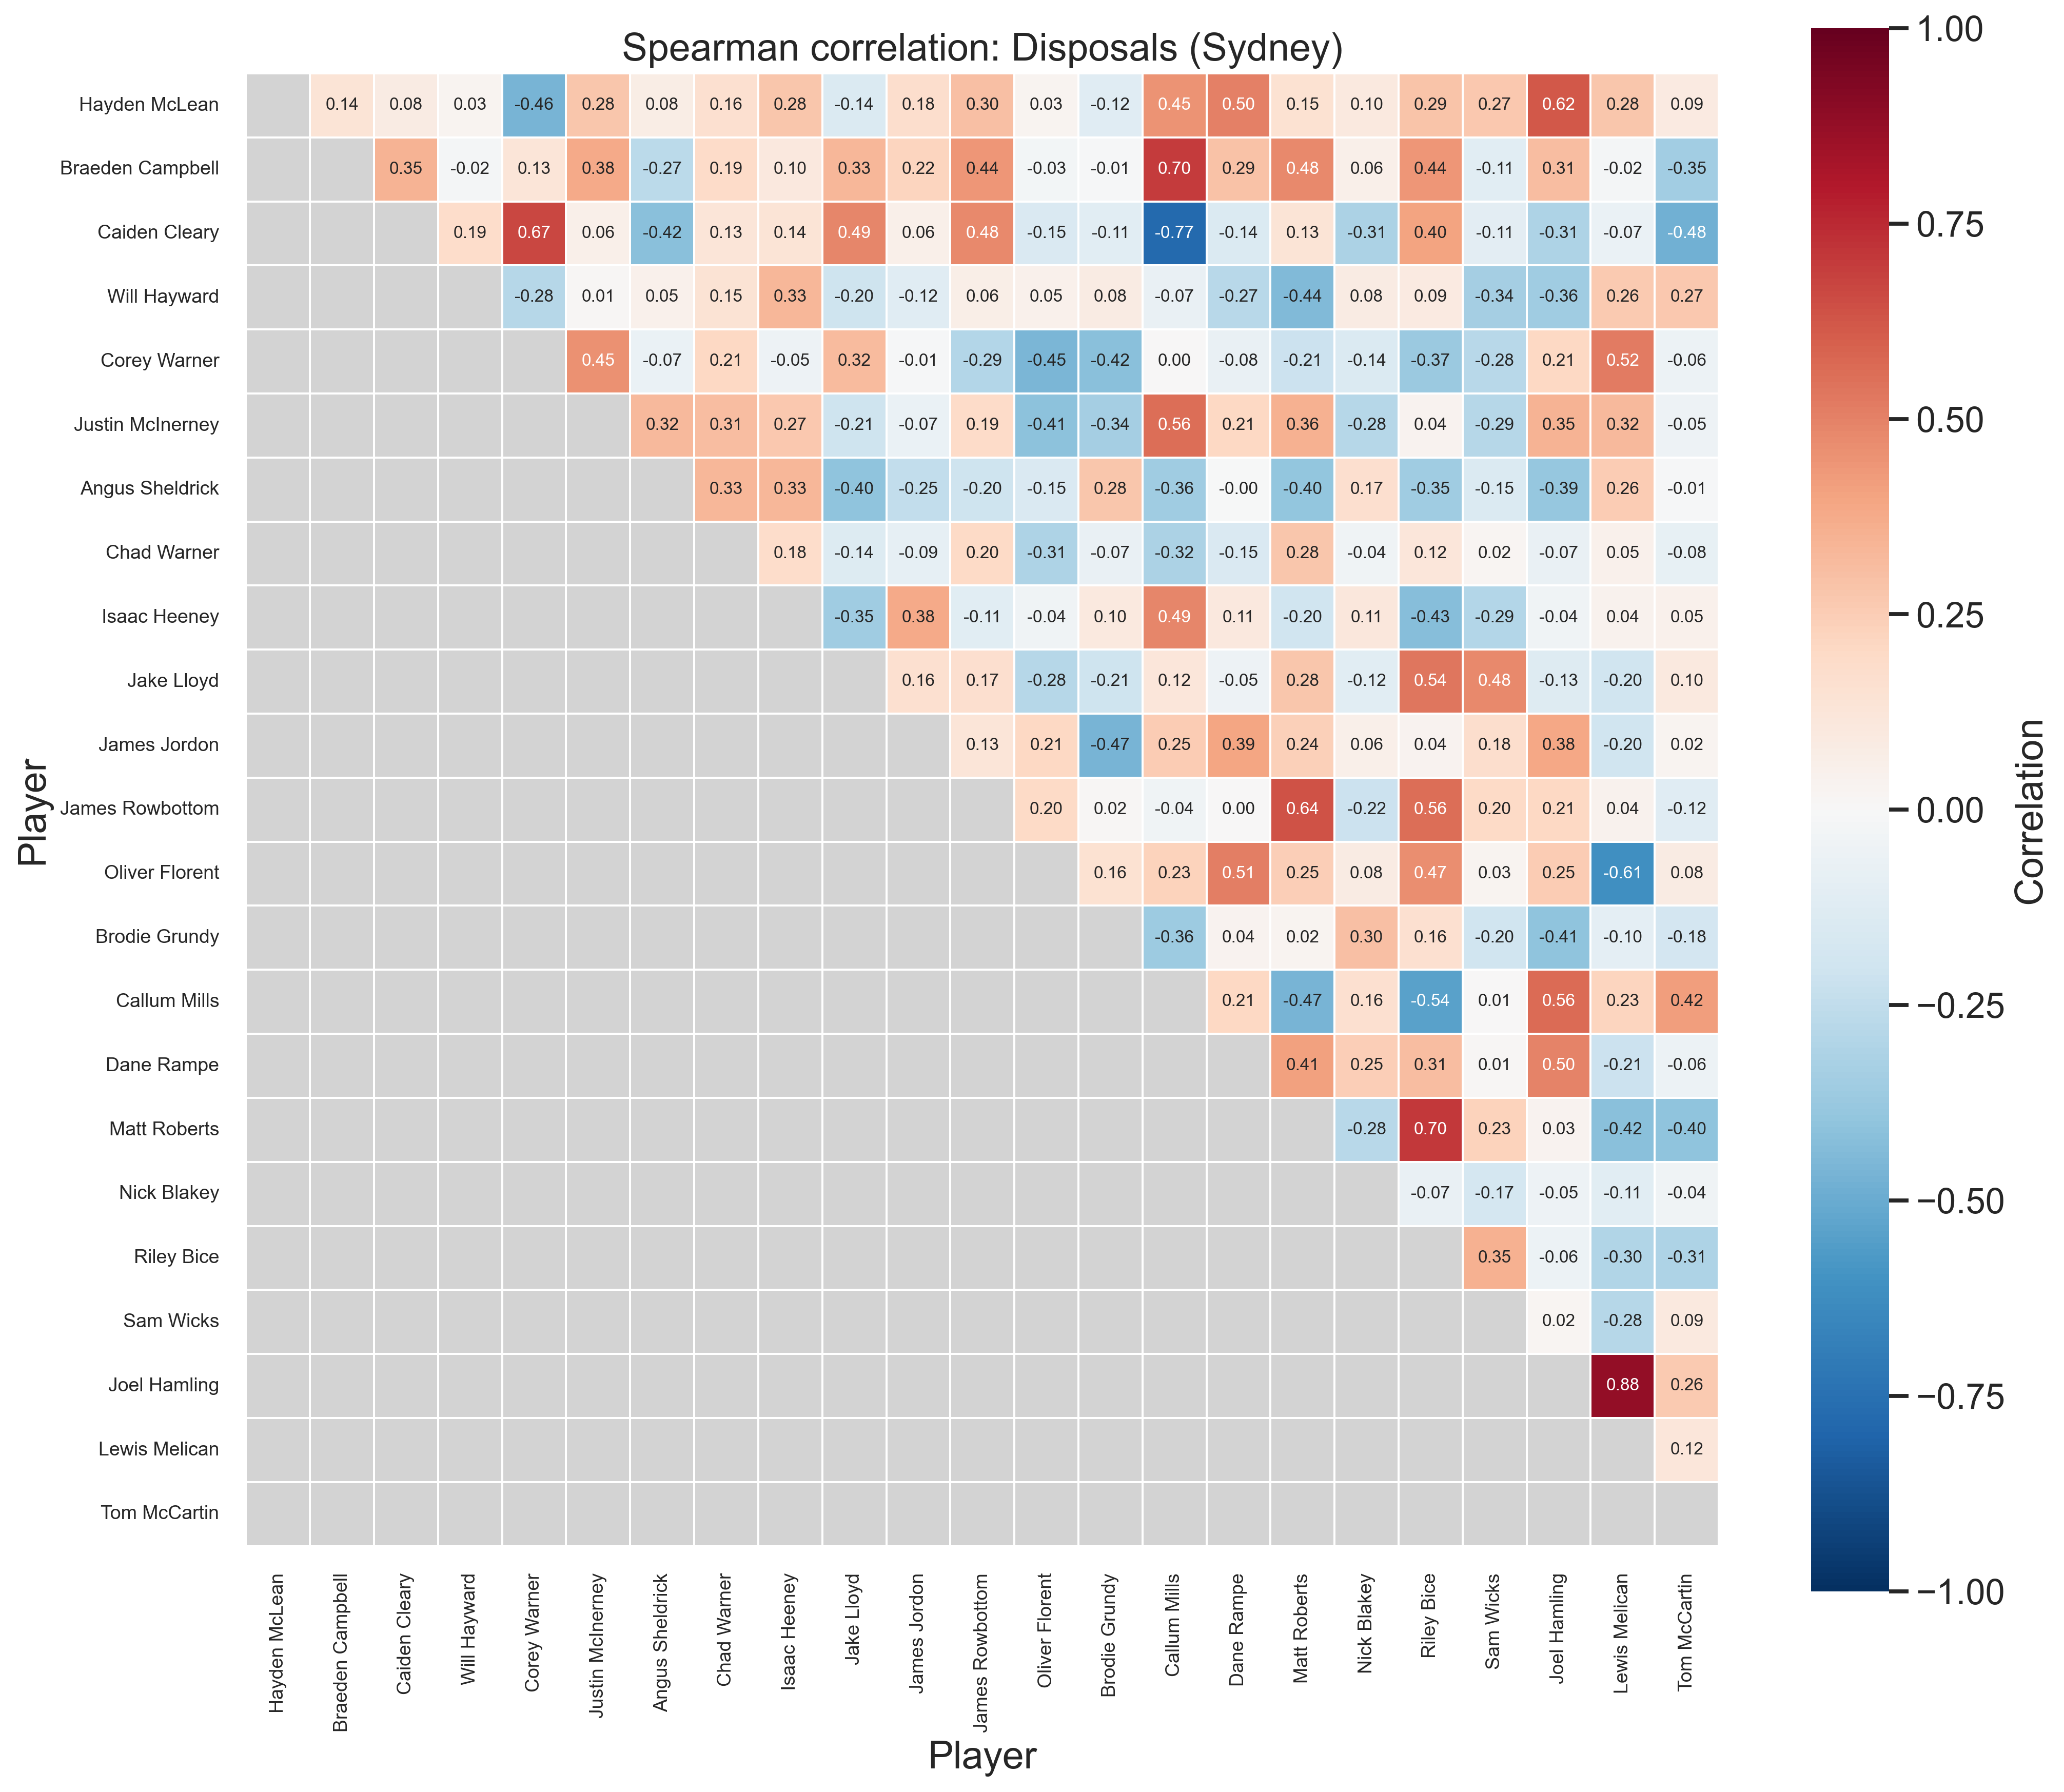 Spearman correlation: Disposals (Sydney)
Hayden McLean 0.14 0.08 0.03 -0.46 0.28 0.08 0.16 0.28 -0.14 0.18 0.30 0.03 -0.12 0.45 0.50 0.15 0.10 0.29 0.27 0.62 0.28 0.09
Braeden Campbell 0.35 -0.02 0.13 0.38 -0.27 0.19 0.10 0.33 0.22 0.44 -0.03 -0.01 0.70 0.29 0.48 0.06 0.44 -0.11 0.31 -0.02 -0.35
Caiden Cleary 0.19 0.67 0.06 -0.42 0.13 0.14 0.49 0.06 0.48 -0.15 -0.11 -0.77 -0.14 0.13 -0.31 0.40 -0.11 -0.31 -0.07 -0.48
Will Hayward -0.28 0.01 0.05 0.15 0.33 -0.20 -0.12 0.06 0.05 0.08 -0.07 -0.27 -0.44 0.08 0.09 -0.34 -0.36 0.26 0.27
Corey Warner 0.45 -0.07 0.21 -0.05 0.32 -0.01 -0.29 -0.45 -0.42 0.00 -0.08 -0.21 -0.14 -0.37 -0.28 0.21 0.52 -0.06
Justin McInerney 0.32 0.31 0.27 -0.21 -0.07 0.19 -0.41 -0.34 0.56 0.21 0.36 -0.28 0.04 -0.29 0.35 0.32 -0.05
Angus Sheldrick 0.33 0.33 -0.40 -0.25 -0.20 -0.15 0.28 -0.36 -0.00 -0.40 0.17 -0.35 -0.15 -0.39 0.26 -0.01
Chad Warner 0.18 -0.14 -0.09 0.20 -0.31 -0.07 -0.32 -0.15 0.28 -0.04 0.12 0.02 -0.07 0.05 -0.08
Isaac Heeney -0.35 0.38 -0.11 -0.04 0.10 0.49 0.11 -0.20 0.11 -0.43 -0.29 -0.04 0.04 0.05
Jake Lloyd 0.16 0.17 -0.28 -0.21 0.12 -0.05 0.28 -0.12 0.54 0.48 -0.13 -0.20 0.10
James Jordon 0.13 0.21 -0.47 0.25 0.39 0.24 0.06 0.04 0.18 0.38 -0.20 0.02
James Rowbottom 0.20 0.02 -0.04 0.00 0.64 -0.22 0.56 0.20 0.21 0.04 -0.12
Oliver Florent 0.16 0.23 0.51 0.25 0.08 0.47 0.03 0.25 -0.61 0.08
Brodie Grundy -0.36 0.04 0.02 0.30 0.16 -0.20 -0.41 -0.10 -0.18
Callum Mills 0.21 -0.47 0.16 -0.54 0.01 0.56 0.23 0.42
Dane Rampe 0.41 0.25 0.31 0.01 0.50 -0.21 -0.06
Matt Roberts -0.28 0.70 0.23 0.03 -0.42 -0.40
Nick Blakey -0.07 -0.17 -0.05 -0.11 -0.04
Riley Bice 0.35 -0.06 -0.30 -0.31
Sam Wicks 0.02 -0.28 0.09
Joel Hamling 0.88 0.26
Lewis Melican 0.12
Tom McCartin
Player
Hayden McLean
Braeden Campbell
Caiden Cleary
Will Hayward
Corey Warner
Justin McInerney
Angus Sheldrick
Chad Warner
Isaac Heeney
Jake Lloyd
James Jordon
James Rowbottom
Oliver Florent
Brodie Grundy
Callum Mills
Dane Rampe
Matt Roberts
Nick Blakey
Riley Bice
Sam Wicks
Joel Hamling
Lewis Melican
Tom McCartin
Player
1.00
0.75
0.50
0.25
0.00
−0.25
−0.50
−0.75
−1.00
Correlation